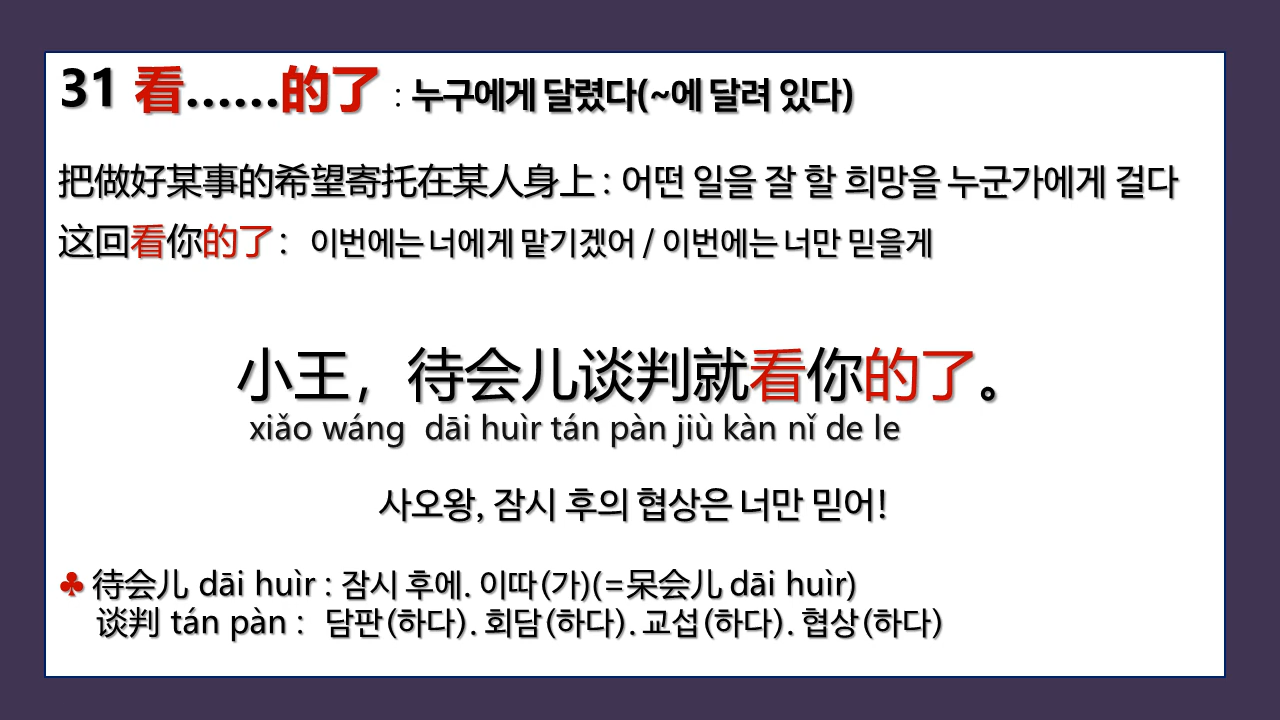 31 看……的了 : 누구에게 달렸다(~에 달려 있다)
把做好某事的希望寄托在某人身上 : 어떤 일을 잘 할 희망을 누군가에게 걸다
这回看你的了 : 이번에는 너에게 맡기겠어 / 이번에는 너만 믿을게
小王，待会儿谈判就看你的了。
xiǎo wáng dāi huìr tán pàn jiù kàn nǐ de le
사오왕, 잠시 후의 협상은 너만 믿어!
♣ 待会儿 dāi huìr : 잠시 후에. 이따(가)(=呆会儿 dāi huìr)
谈判 tán pàn : 담판(하다). 회담(하다). 교섭(하다). 협상(하다)